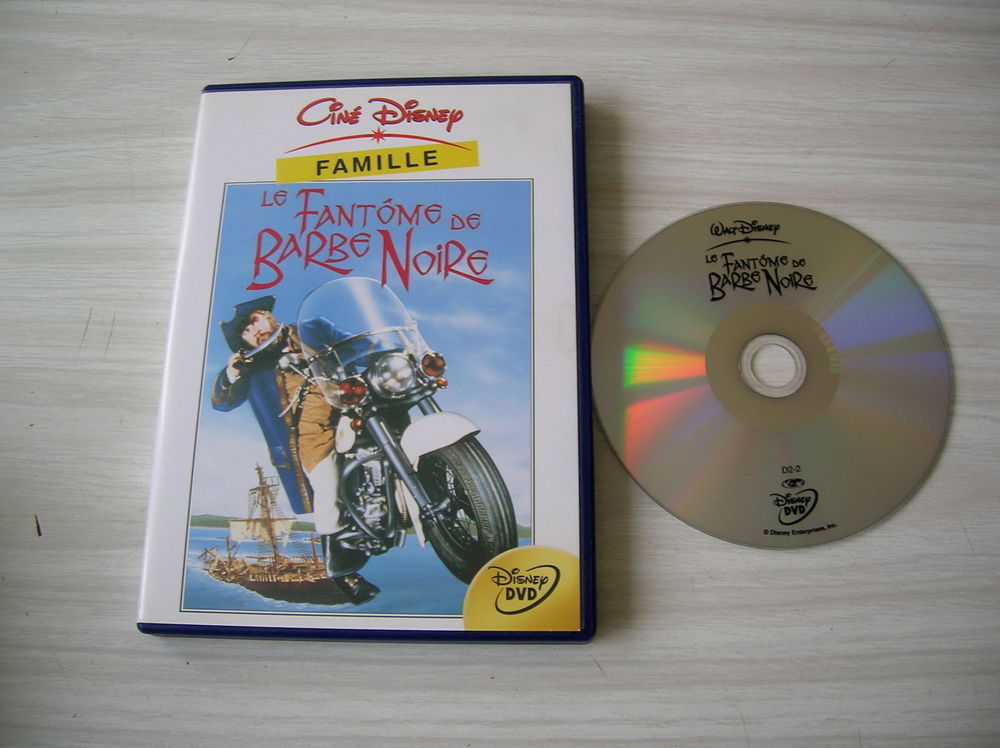 Ciné Disney
FAMILLE
LE FANTÔME DE
BARBE NOIRE
DISNEY
DVD
WALT DISNEY
LE FANTÔME DE
BARBE NOIRE
D2-2
DISNEY
DVD
© Disney Enterprises, Inc.